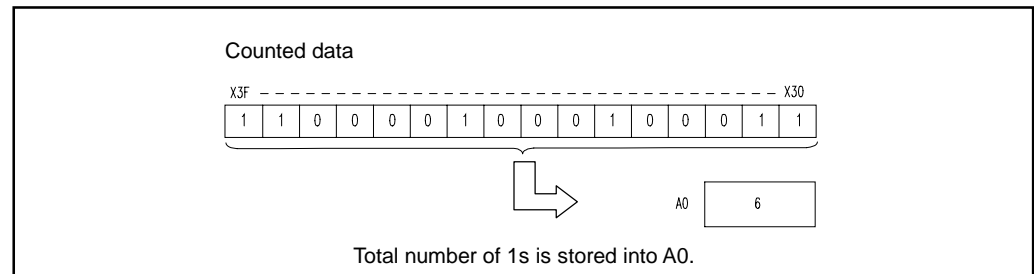 Counted data
X3F X30
1 1 0 0 0 0 1 0 0 0 1 0 0 0 1 1
A0 6
Total number of 1s is stored into A0.